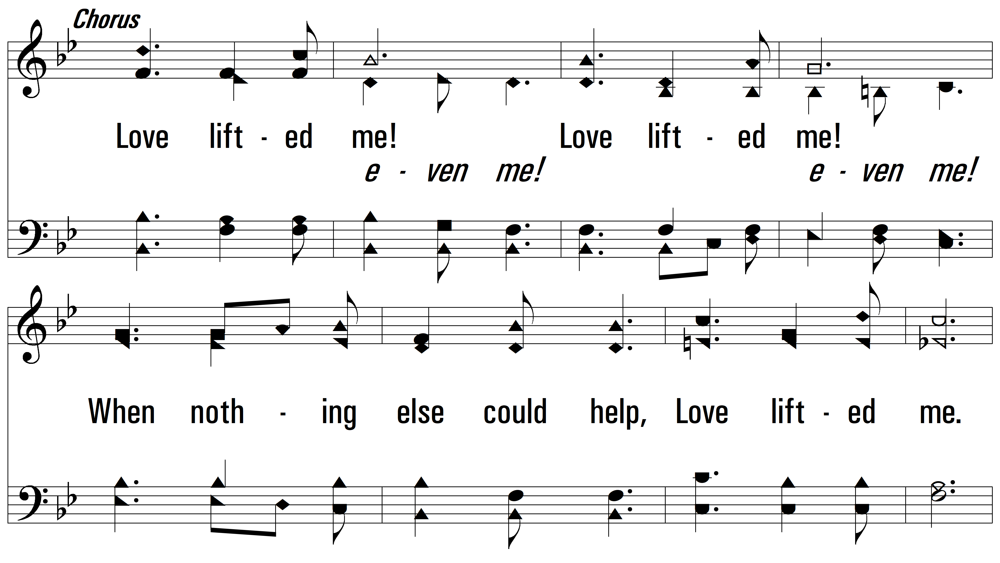 Chorus
Love lift - ed me! Love lift - ed me!
e - ven me! e - ven me!
When noth - ing else could help, Love lift - ed me.